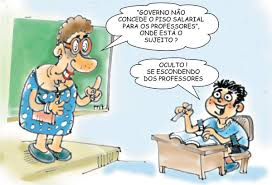 "GOVERNO NÃO
CONCEDE O PISO SALARIAL
PARA OS PROFESSORES",
ONDE ESTÁ O
SUJEITO ?
OCULTO !
SE ESCONDENDO
DOS PROFESSORES